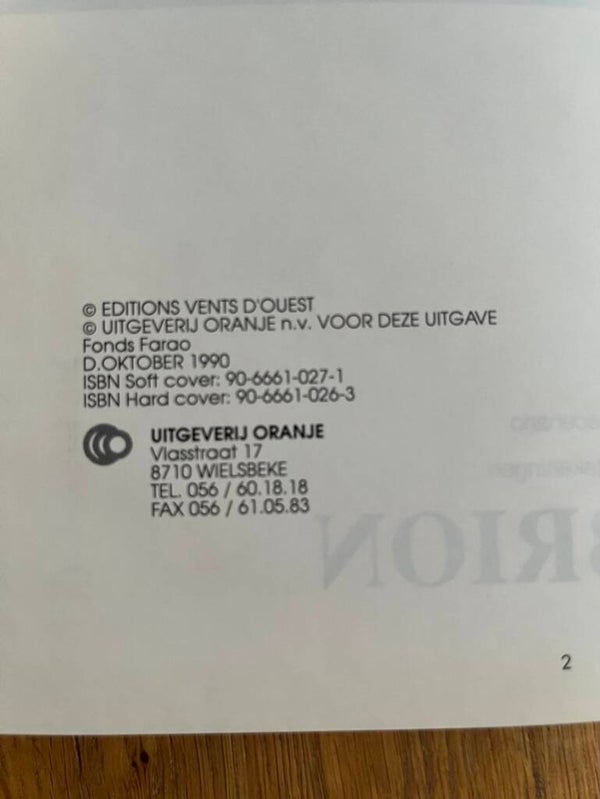 © EDITIONS VENTS D'OUEST
© UITGEVERIJ ORANJE n.v. VOOR DEZE UITGAVE
Fonds Farao
D.OKTOBER 1990
ISBN Soft cover: 90-6661-027-1
ISBN Hard cover: 90-6661-026-3
UITGEVERIJ ORANJE
Vlasstraat 17
8710 WIELSBEKE
TEL. 056 / 60.18.18
FAX 056 / 61.05.83
2